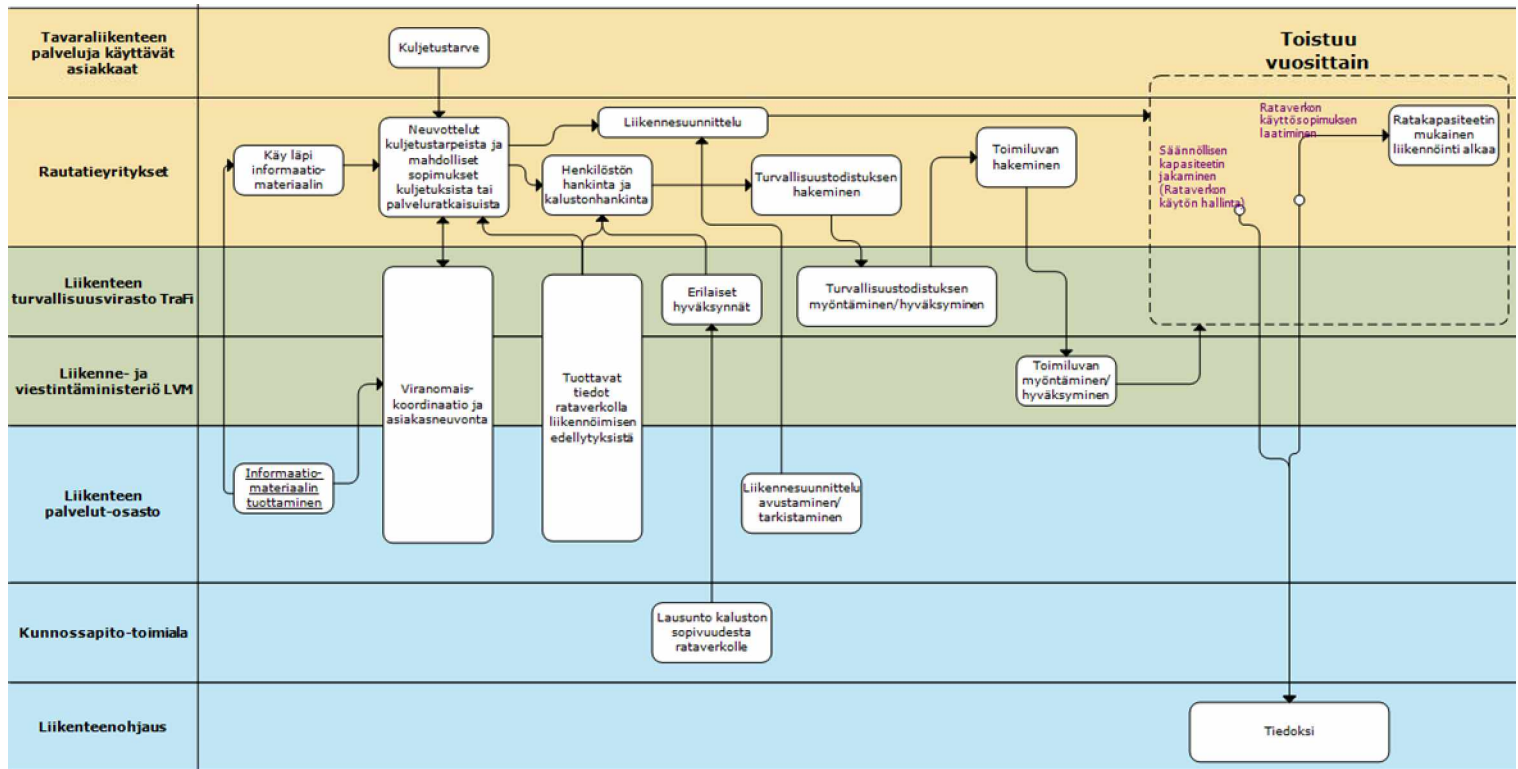 Tavaraliikenteen
palveluja käyttävät
asiakkaat
Kuljetustarve
Toistuu
vuosittain
Rautatieyritykset
Käy läpi
informaatio-
materiaalin
Neuvottelut
kuljetustarpeista ja
mahdolliset
sopimukset
kuljetuksista tai
palveluratkaisuista
Liikennesuunnittelu
Henkilöstön
hankinta ja
kalustonhankinta
Turvallisuustodistuksen
hakeminen
Toimiluvan
hakeminen
Säännöllisen
kapasiteetin
jakaminen
(Rataverkon
käytön hallinta)
Rataverkon
käyttösopimuksen
laatiminen
Ratakapasiteetin
mukainen
liikennöinti alkaa
Liikenteen
turvallisuusvirasto TraFi
Erilaiset
hyväksynnät
Turvallisuustodistuksen
myöntäminen/hyväksyminen
Liikenne- ja
viestintäministeriö LVM
Viranomais-
koordinaatio ja
asiakasneuvonta
Tuottavat
tiedot
rataverkolla
liikennöimisen
edellytyksistä
Toimiluvan
myöntäminen/
hyväksyminen
Liikenteen
palvelut-osasto
Informaatio-
materiaalin
tuottaminen
Liikennesuunnittelu
avustaminen/
tarkistaminen
Kunnossapito-toimiala
Lausunto kaluston
sopivuudesta
rataverkolle
Liikenteenohjaus
Tiedoksi